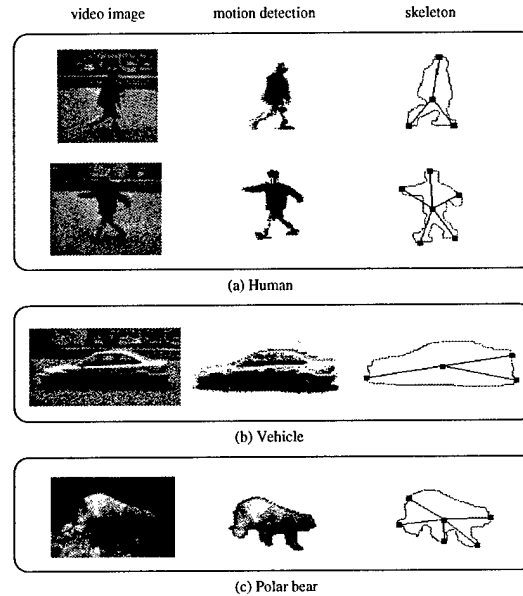 video image motion detection skeleton
(a) Human
(b) Vehicle
(c) Polar bear